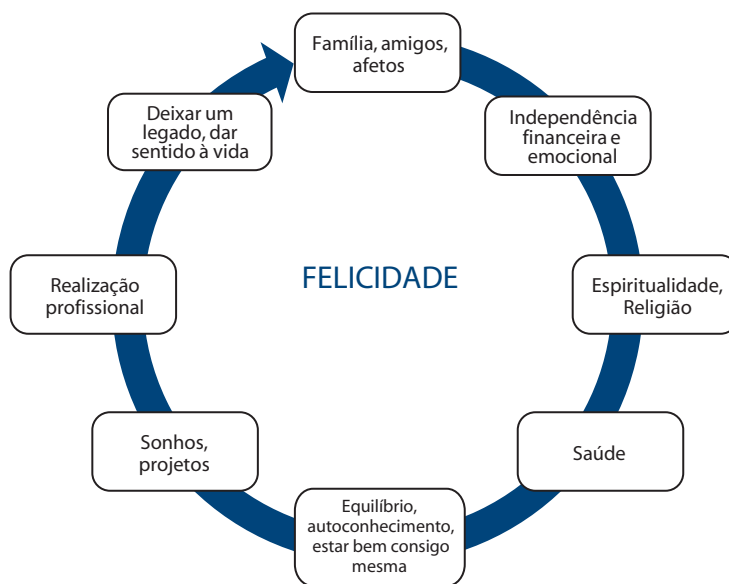 Família, amigos,
afetos
Independência
financeira e
emocional
Espiritualidade,
Religião
Saúde
Equilíbrio,
autoconhecimento,
estar bem consigo
mesma
Sonhos,
projetos
Realização
profissional
Deixar um
legado, dar
sentido à vida
FELICIDADE